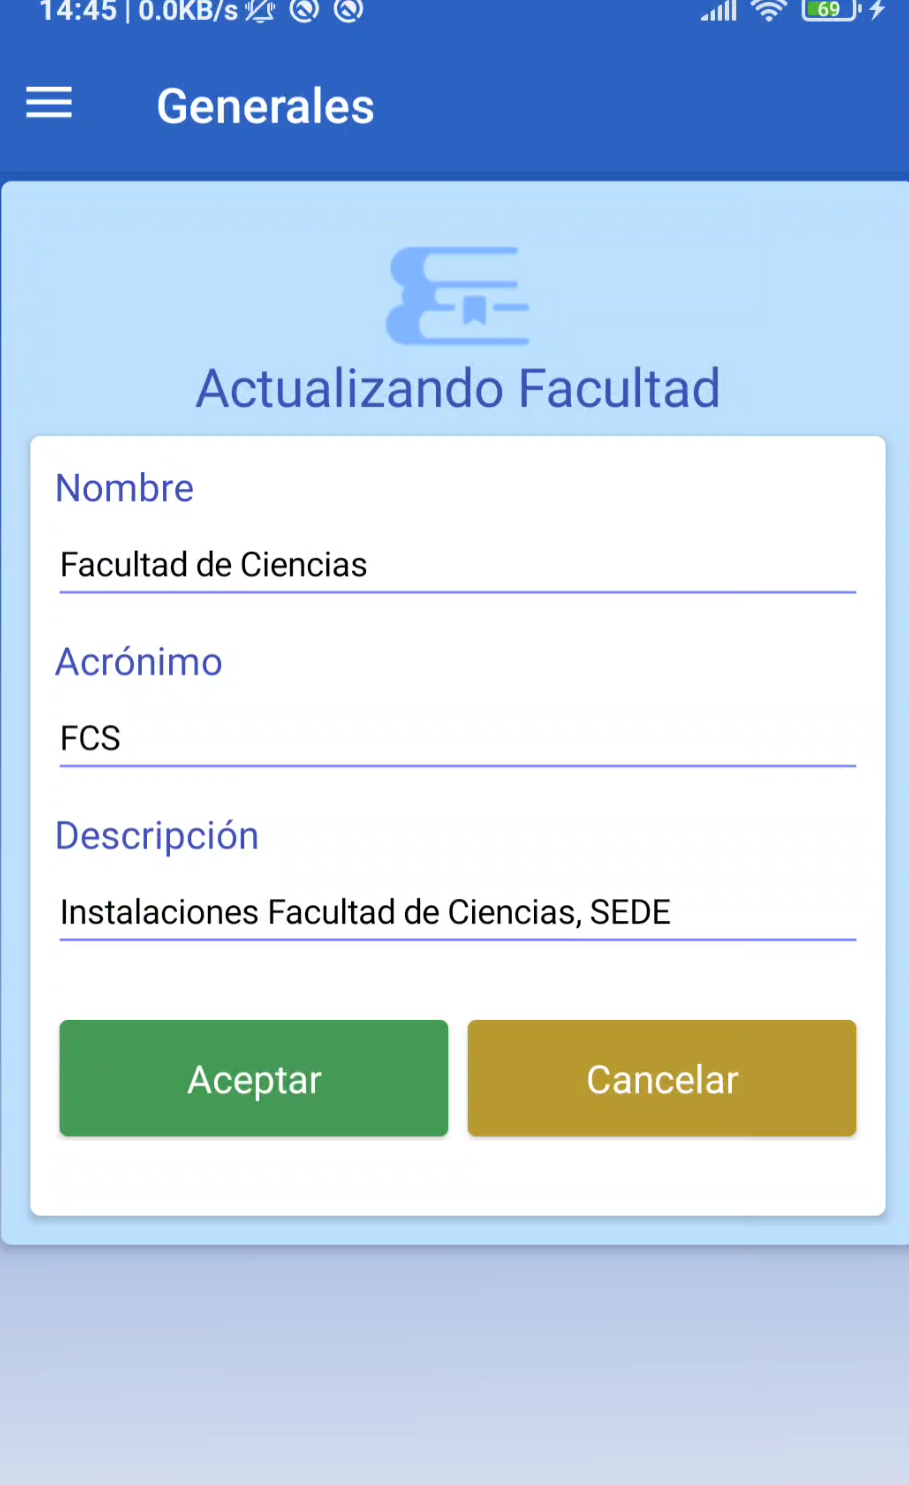 14:45 | 0.0KB/s 69
Generales
Actualizando Facultad
Nombre
Facultad de Ciencias
Acrónimo
FCS
Descripción
Instalaciones Facultad de Ciencias, SEDE
Aceptar Cancelar